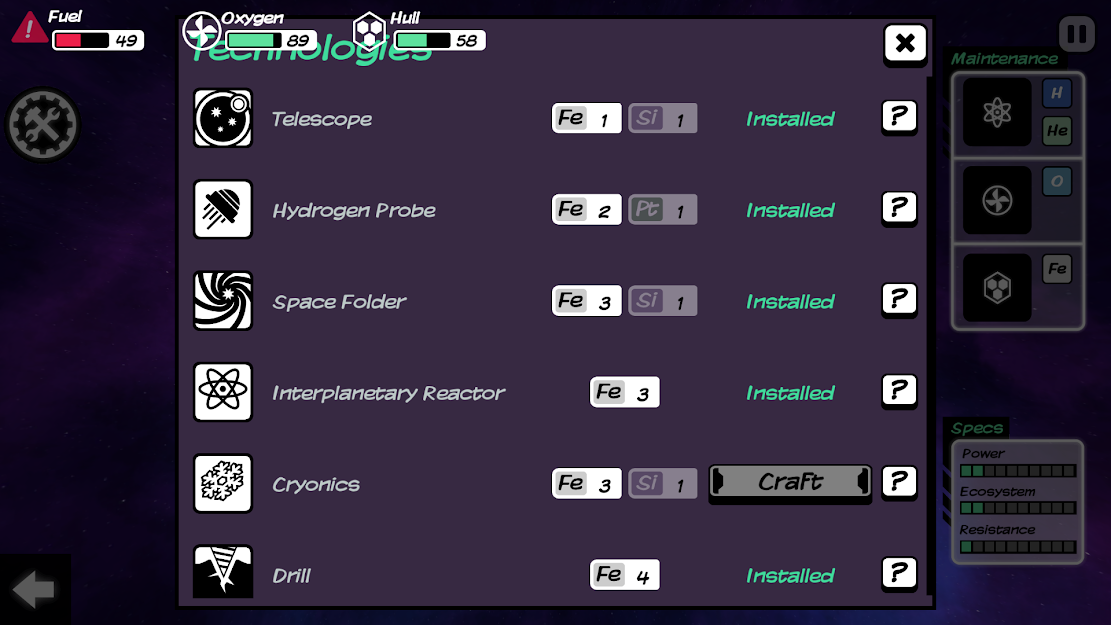 Fuel
49
Oxygen
89
Hull
58
Technologies
Telescope Fe 1 Si 1 Installed ?
Hydrogen Probe Fe 2 Pt 1 Installed ?
Space Folder Fe 3 Si 1 Installed ?
Interplanetary Reactor Fe 3 Installed ?
Cryonics Fe 3 Si 1 Craft ?
Drill Fe 4 Installed ?
Maintenance
H
He
O
Fe
Specs
Power
Ecosystem
Resistance